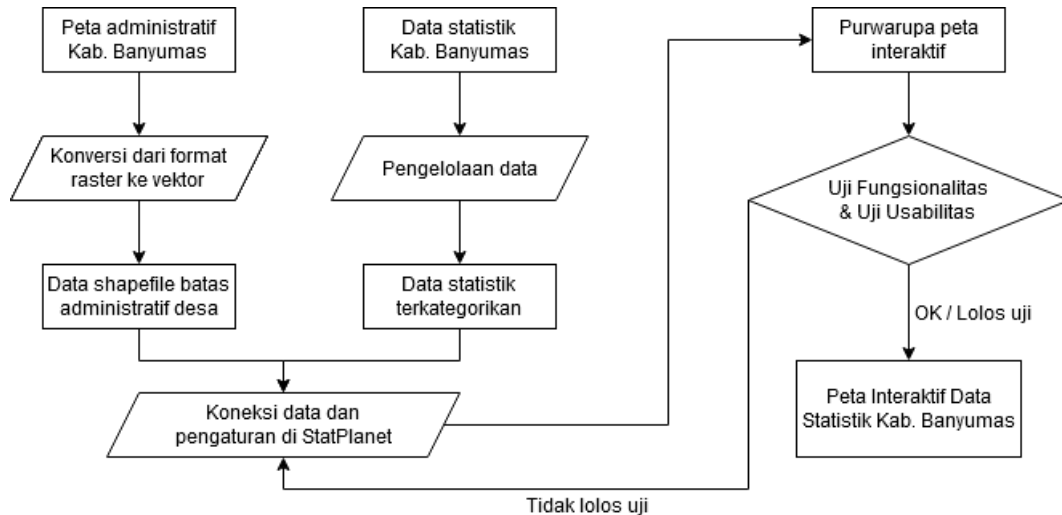 Peta administratif
Kab. Banyumas
Data statistik
Kab. Banyumas
Purwarupa peta
interaktif
Konversi dari format
raster ke vektor
Pengelolaan data
Uji Fungsionalitas
& Uji Usabilitas
Data shapefile batas
administratif desa
Data statistik
terkategorikan
OK / Lolos uji
Koneksi data dan
pengaturan di StatPlanet
Peta Interaktif Data
Statistik Kab. Banyumas
Tidak lolos uji